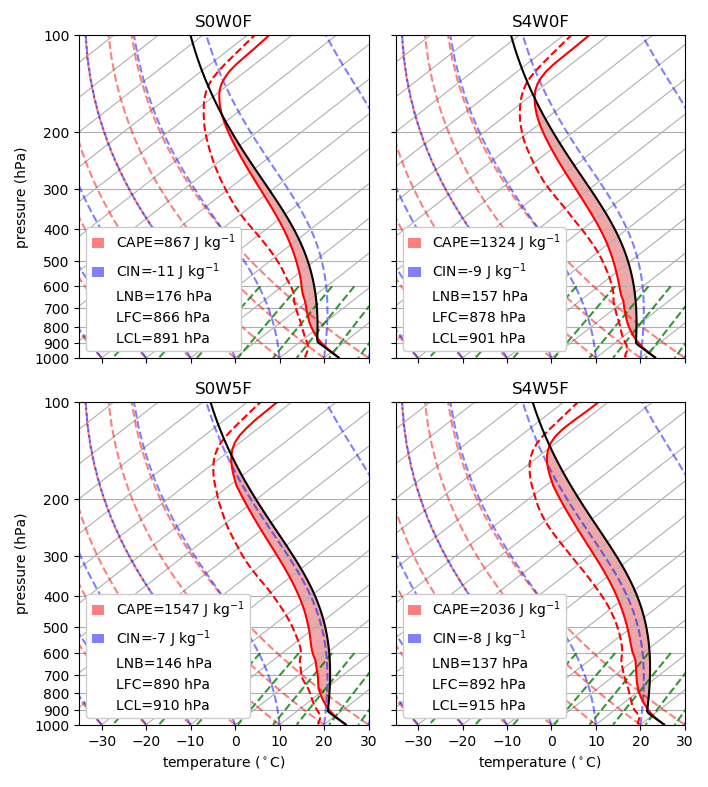 S0W0F
S4W0F
100
200
300
400
500
600
700
800
900
1000
pressure (hPa)
CAPE=867 J kg⁻¹
CIN=-11 J kg⁻¹
LNB=176 hPa
LFC=866 hPa
LCL=891 hPa
CAPE=1324 J kg⁻¹
CIN=-9 J kg⁻¹
LNB=157 hPa
LFC=878 hPa
LCL=901 hPa
S0W5F
S4W5F
100
200
300
400
500
600
700
800
900
1000
pressure (hPa)
CAPE=1547 J kg⁻¹
CIN=-7 J kg⁻¹
LNB=146 hPa
LFC=890 hPa
LCL=910 hPa
CAPE=2036 J kg⁻¹
CIN=-8 J kg⁻¹
LNB=137 hPa
LFC=892 hPa
LCL=915 hPa
−30 −20 −10 0 10 20 30
−30 −20 −10 0 10 20 30
temperature (°C)
temperature (°C)